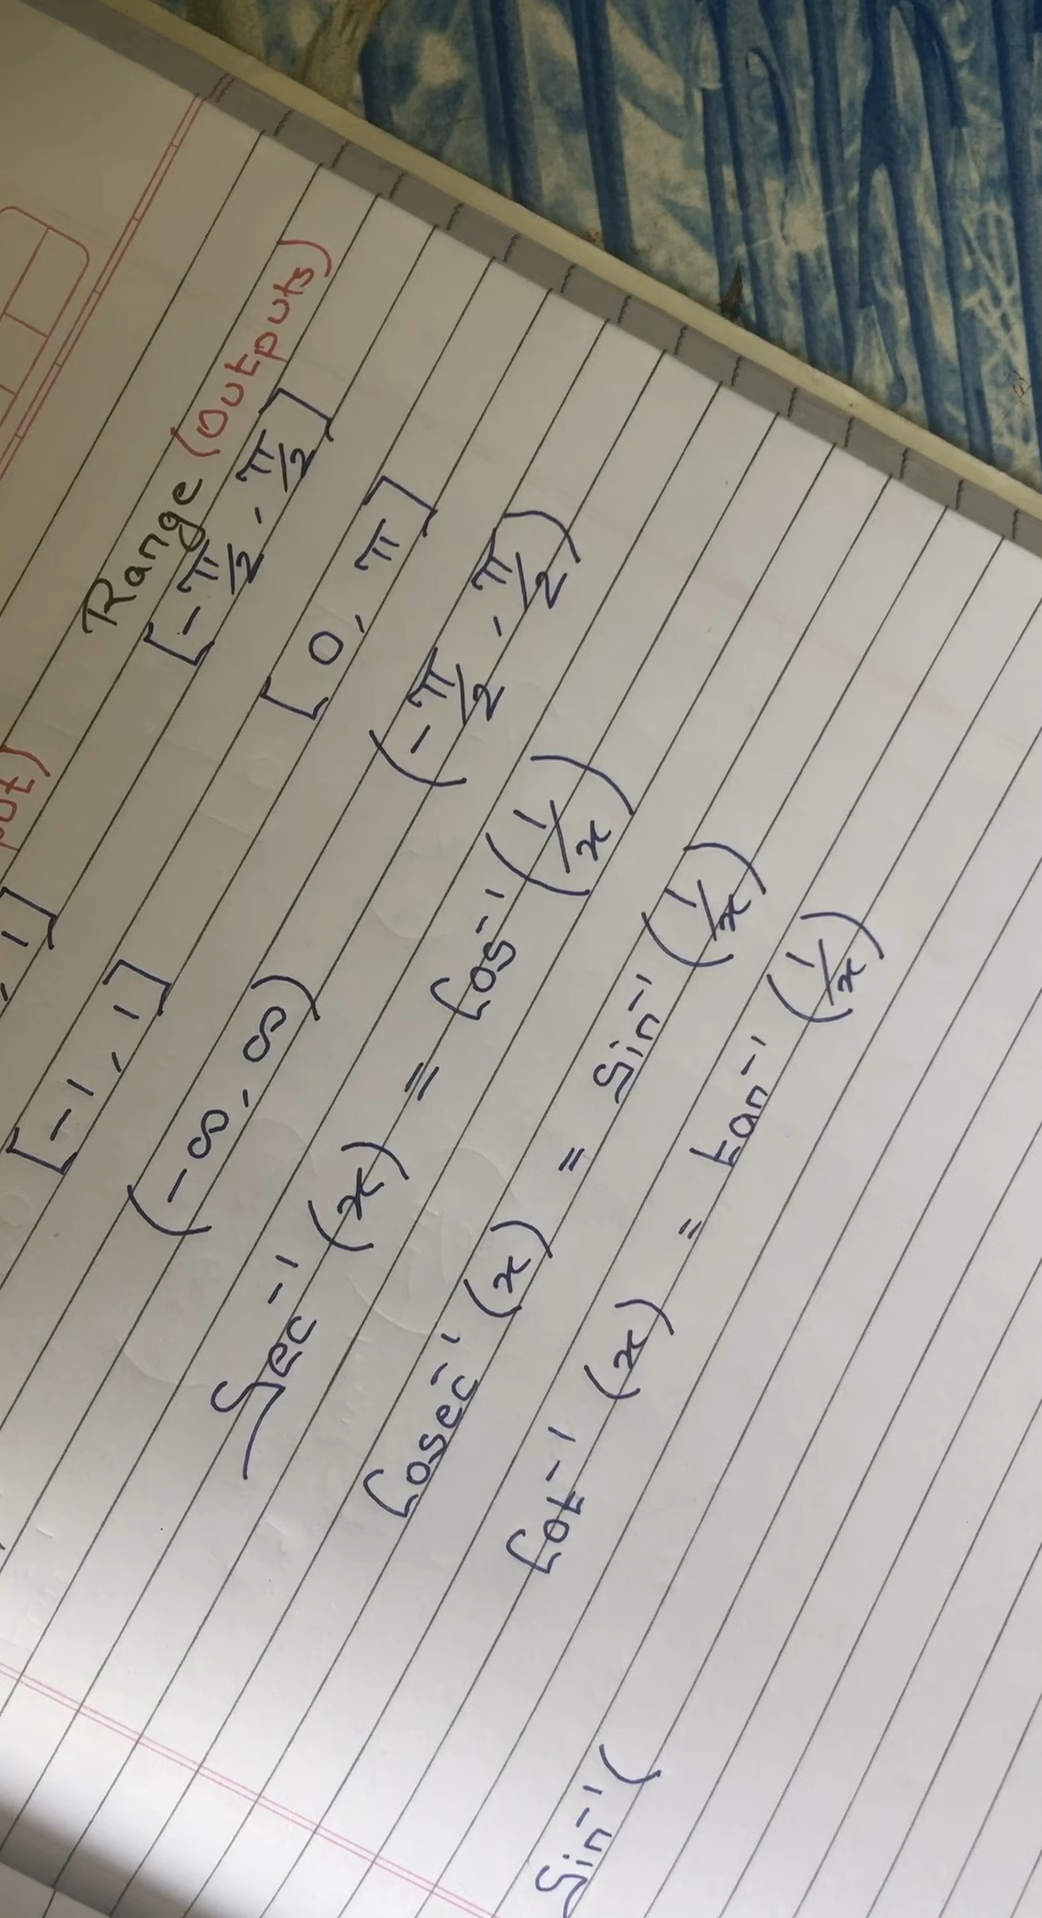 Range (Outputs)
, 1] [-π/2, π/2]
[-1, 1] [0, π]
(-∞, ∞) (-π/2, π/2)
Sec⁻¹ (x) = Cos⁻¹ (1/x)
Cosec⁻¹ (x) = Sin⁻¹ (1/x)
Cot⁻¹ (x) = tan⁻¹ (1/x)
Sin⁻¹(